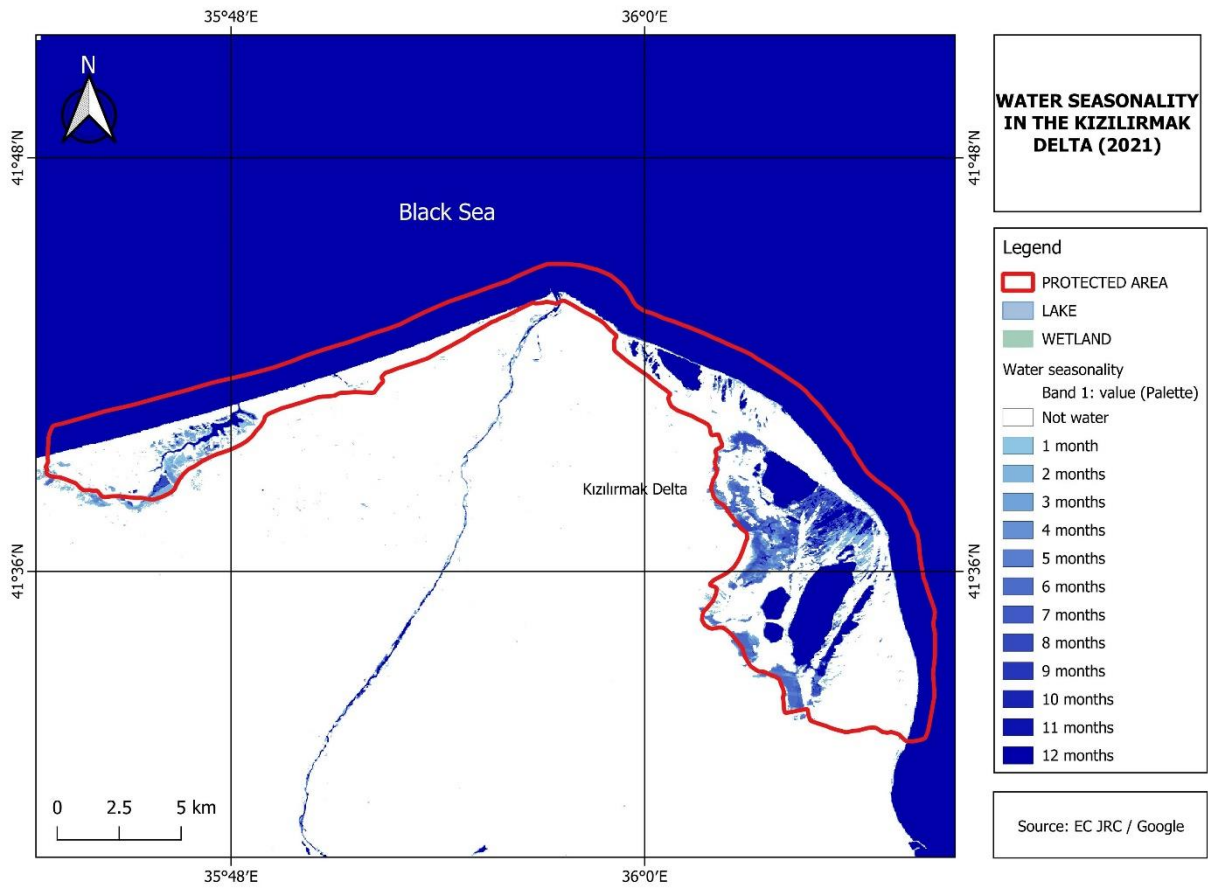 35°48'E 36°0'E
N
41°48'N 41°48'N
Black Sea
Kızılırmak Delta
41°36'N 41°36'N
0 2.5 5 km
35°48'E 36°0'E
WATER SEASONALITY
IN THE KIZILIRMAK
DELTA (2021)
Legend
PROTECTED AREA
LAKE
WETLAND
Water seasonality
Band 1: value (Palette)
Not water
1 month
2 months
3 months
4 months
5 months
6 months
7 months
8 months
9 months
10 months
11 months
12 months
Source: EC JRC / Google